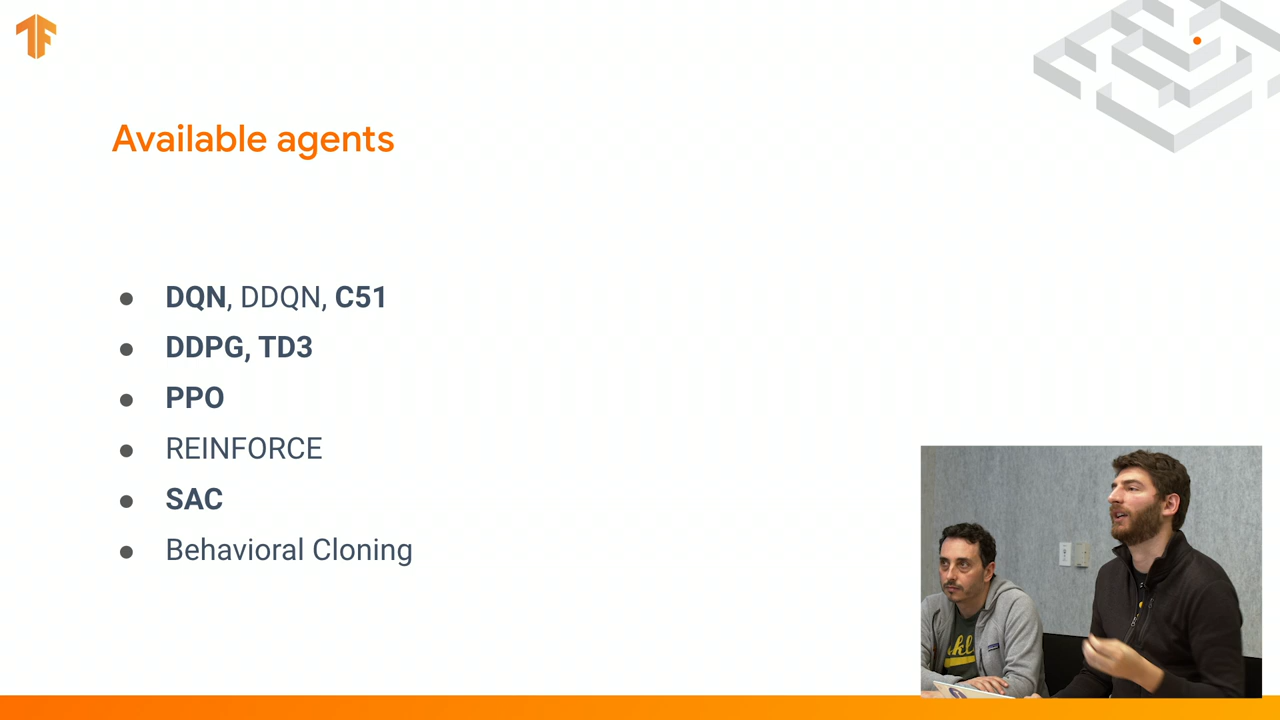 Available agents
DQN, DDQN, C51
DDPG, TD3
PPO
REINFORCE
SAC
Behavioral Cloning